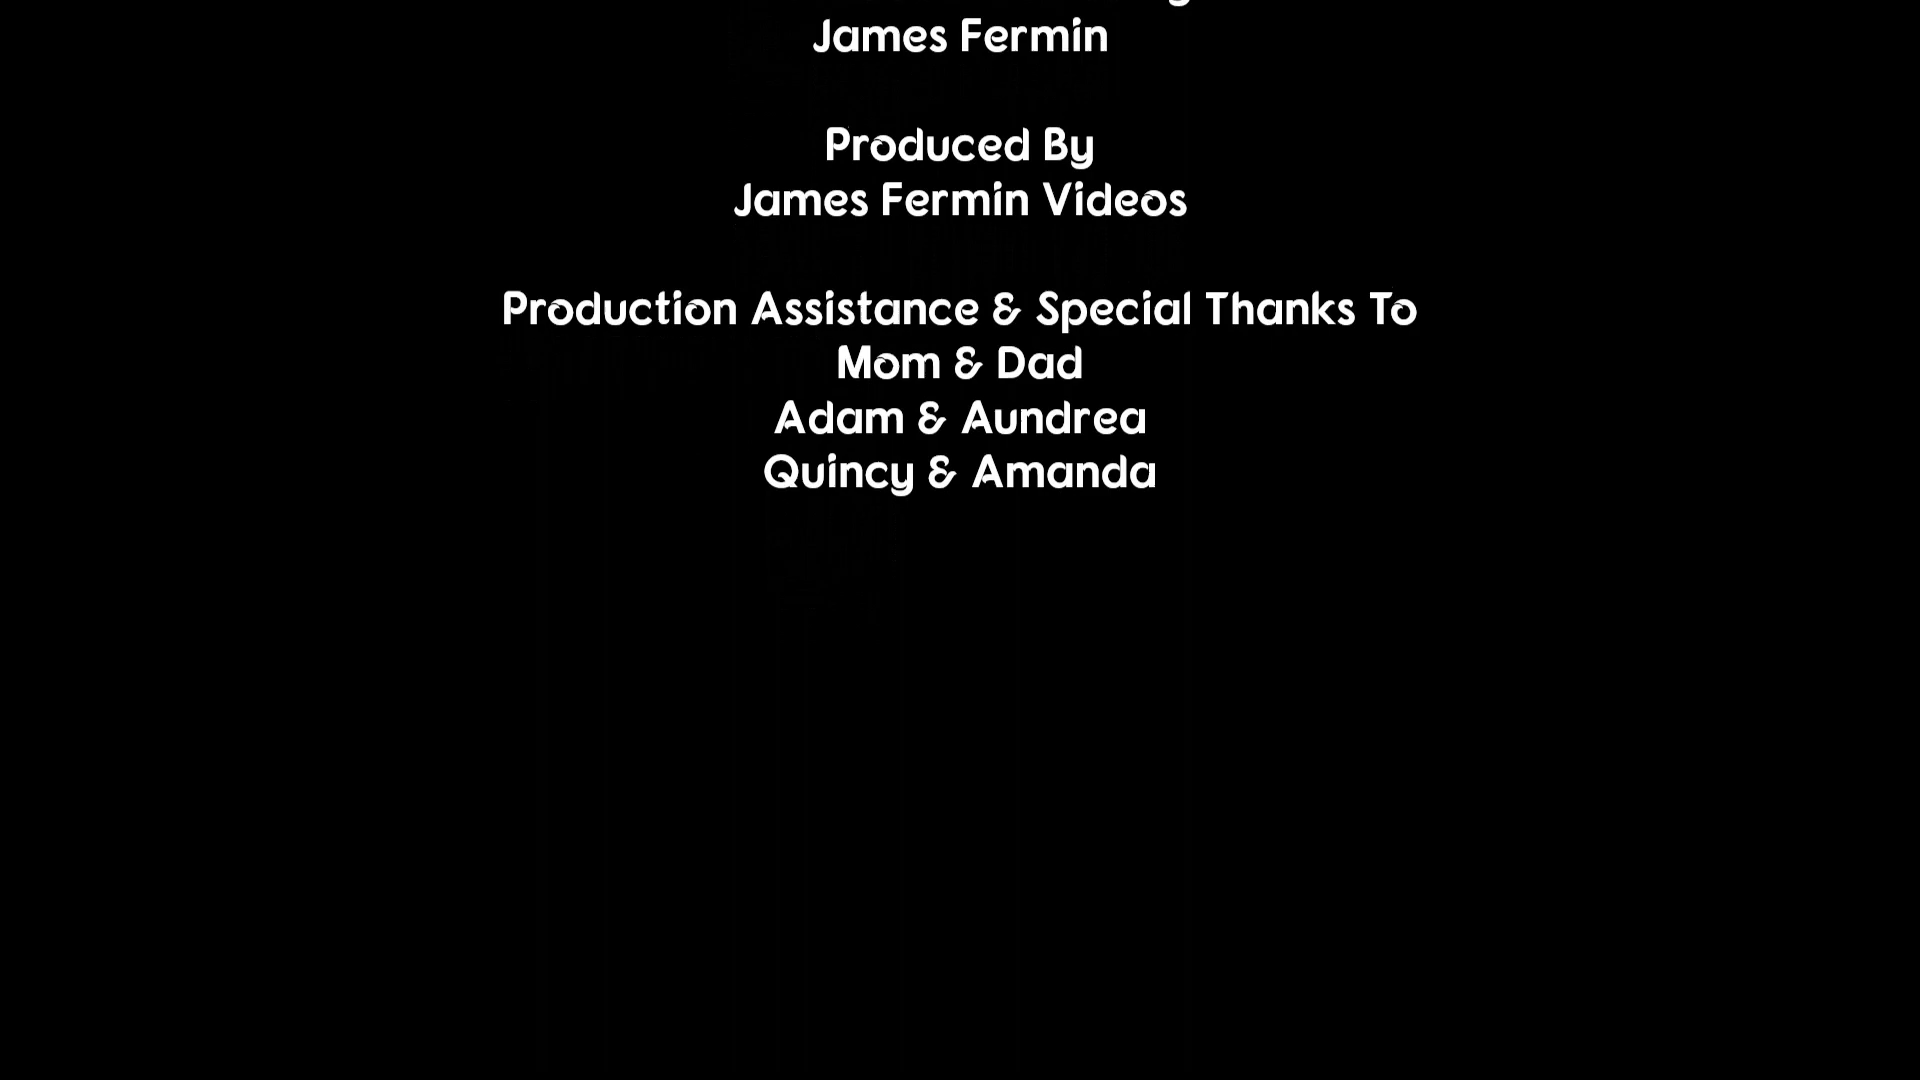 James Fermin
Produced By
James Fermin Videos
Production Assistance & Special Thanks To
Mom & Dad
Adam & Aundrea
Quincy & Amanda